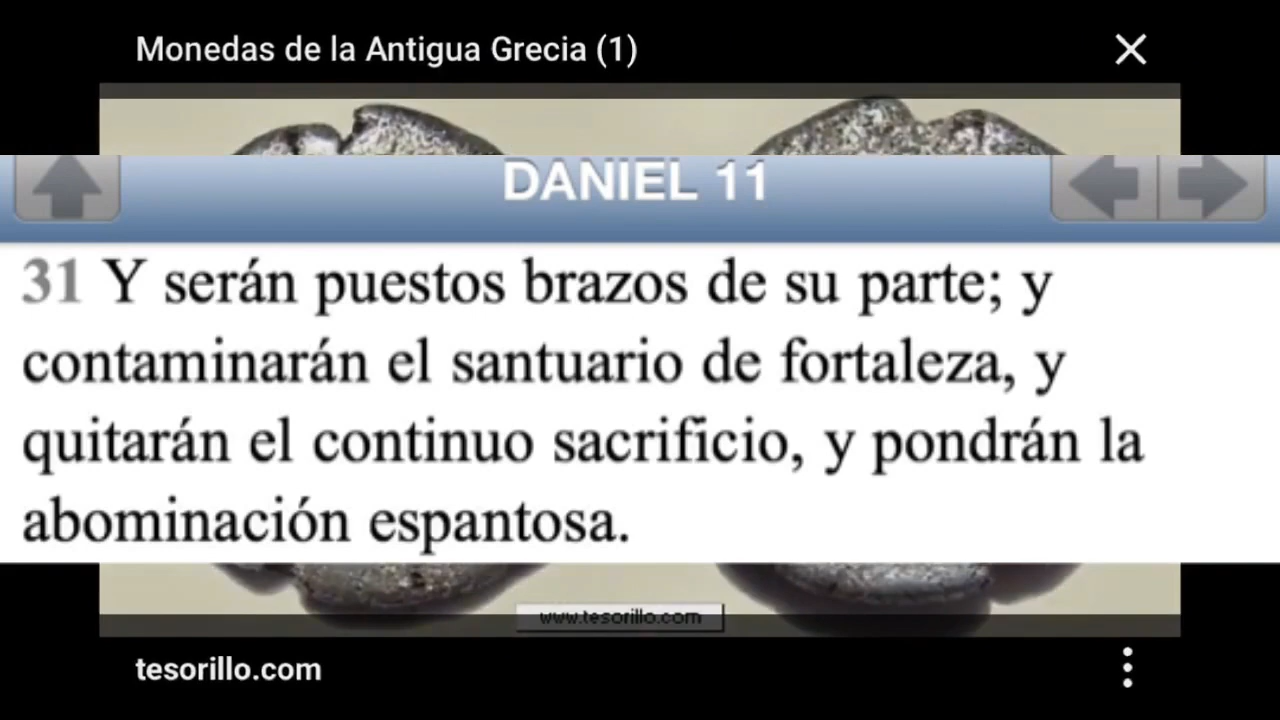 Monedas de la Antigua Grecia (1)
DANIEL 11
31 Y serán puestos brazos de su parte; y
contaminarán el santuario de fortaleza, y
quitarán el continuo sacrificio, y pondrán la
abominación espantosa.
www.tesorillo.com
tesorillo.com